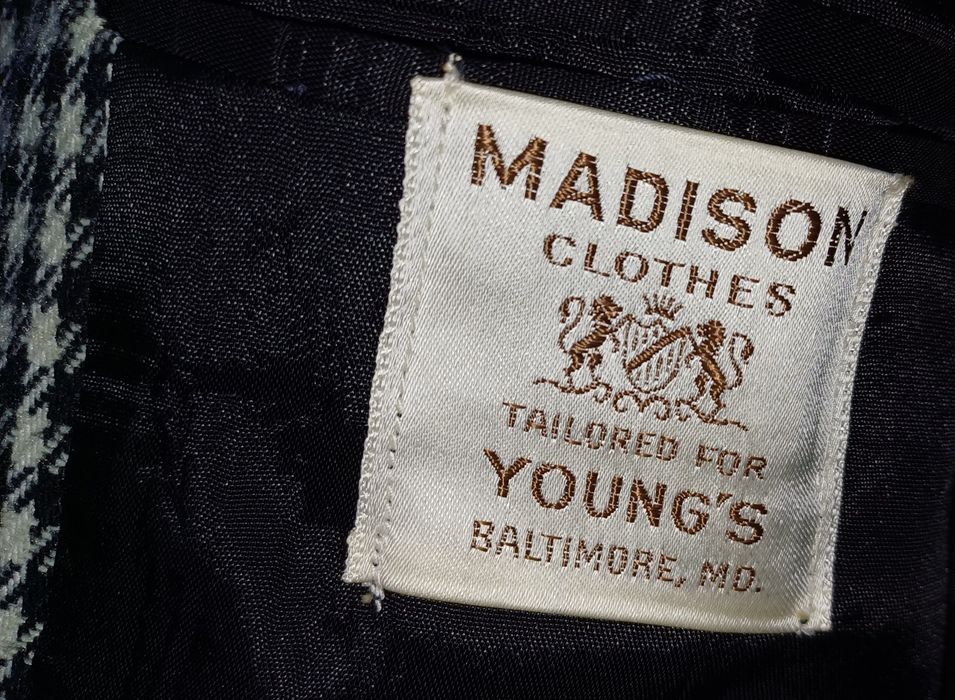 MADISON
CLOTHES
TAILORED FOR
YOUNG'S
BALTIMORE, MD.